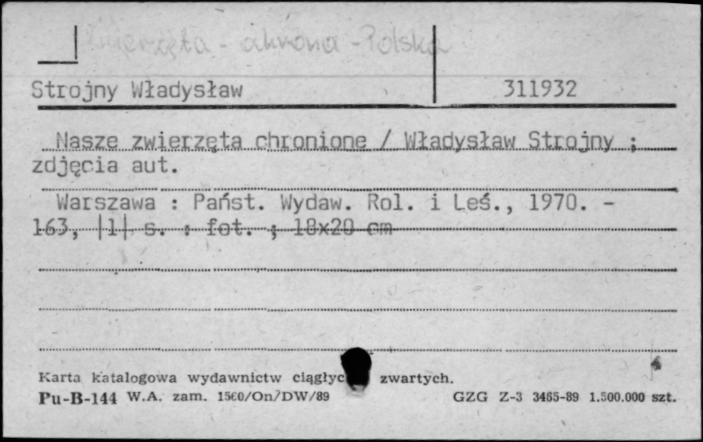 Zwierzęta - ochrona - Polska
Strojny Władysław 311932
Nasze zwierzęta chronione / Władysław Strojny ;
zdjęcia aut.
Warszawa : Państ. Wydaw. Rol. i Leś., 1970. -
163, |1| s. : fot. ; 18x20 cm
Karta katalogowa wydawnictw ciągłyc zwartych.
Pu-B-144 W.A. zam. 1560/On/DW/89 GZG Z-3 3465-89 1.500.000 szt.